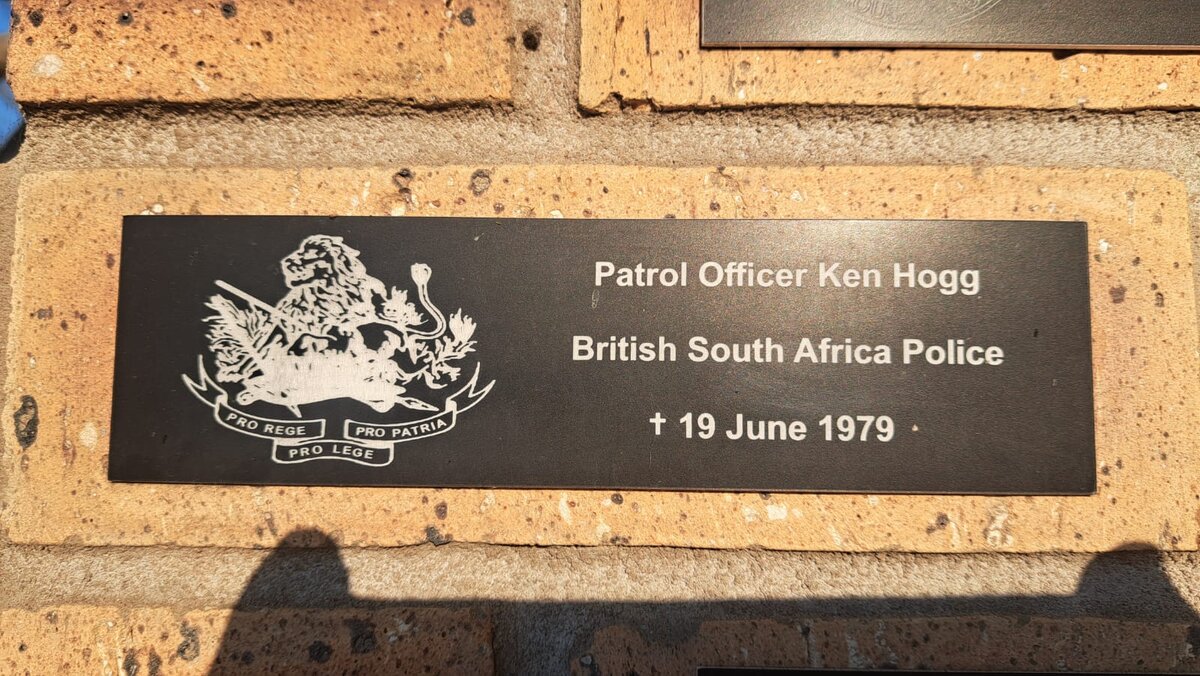 Patrol Officer Ken Hogg
British South Africa Police
† 19 June 1979
PRO REGE PRO PATRIA
PRO LEGE